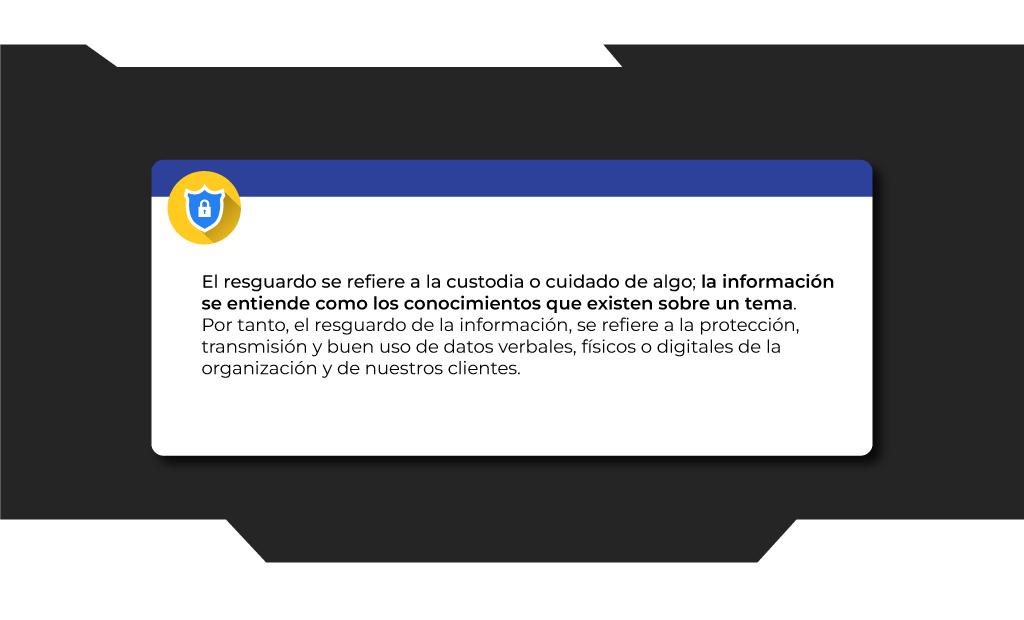 El resguardo se refiere a la custodia o cuidado de algo; la información
se entiende como los conocimientos que existen sobre un tema.
Por tanto, el resguardo de la información, se refiere a la protección,
transmisión y buen uso de datos verbales, físicos o digitales de la
organización y de nuestros clientes.